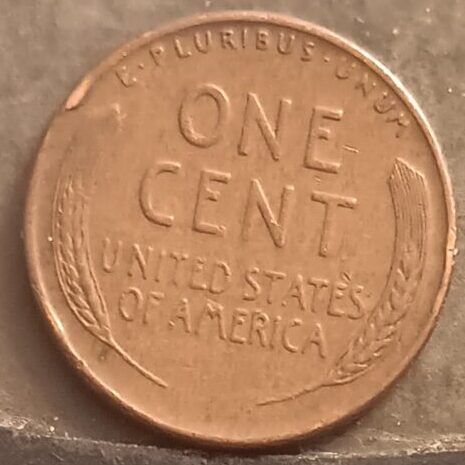 E·PLURIBUS·UNUM
ONE
CENT
UNITED STATES
OF AMERICA